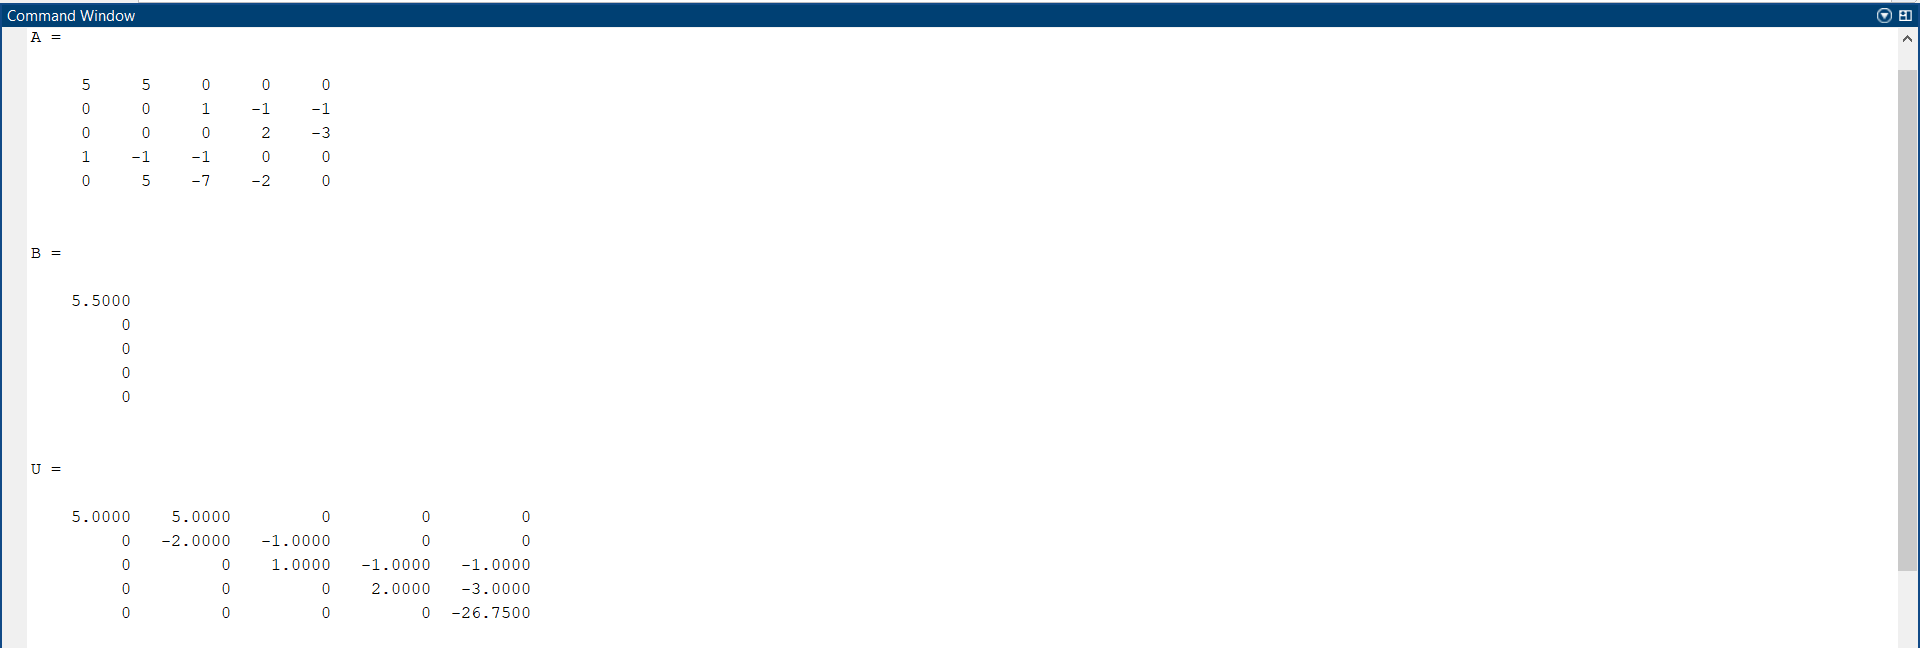 Command Window
A =
5 5 0 0 0
0 0 1 -1 -1
0 0 0 2 -3
1 -1 -1 0 0
0 5 -7 -2 0
B =
5.5000
0
0
0
0
U =
5.0000 5.0000 0 0 0
0 -2.0000 -1.0000 0 0
0 0 1.0000 -1.0000 -1.0000
0 0 0 2.0000 -3.0000
0 0 0 0 -26.7500